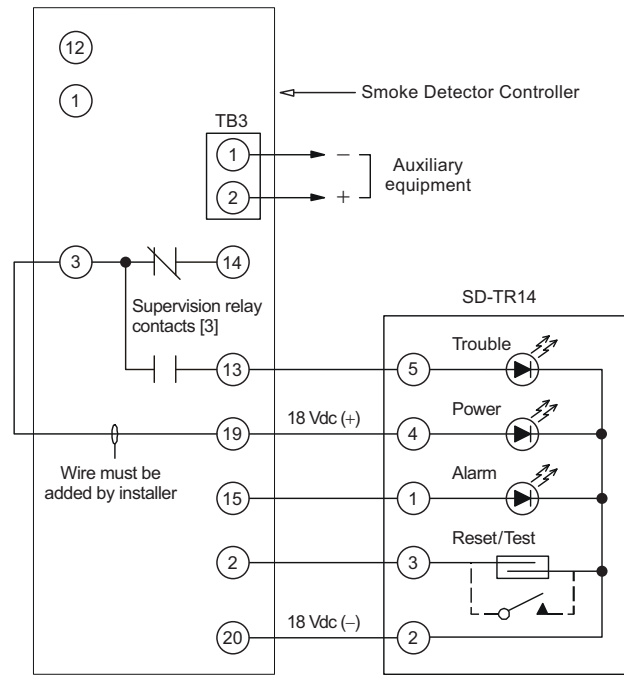 12
1
Smoke Detector Controller
TB3
1
−
2
+
Auxiliary
equipment
3
14
Supervision relay
contacts [3]
13
SD-TR14
Trouble
5
19
18 Vdc (+)
4
Power
Wire must be
added by installer
15
1
Alarm
2
3
Reset/Test
20
18 Vdc (−)
2